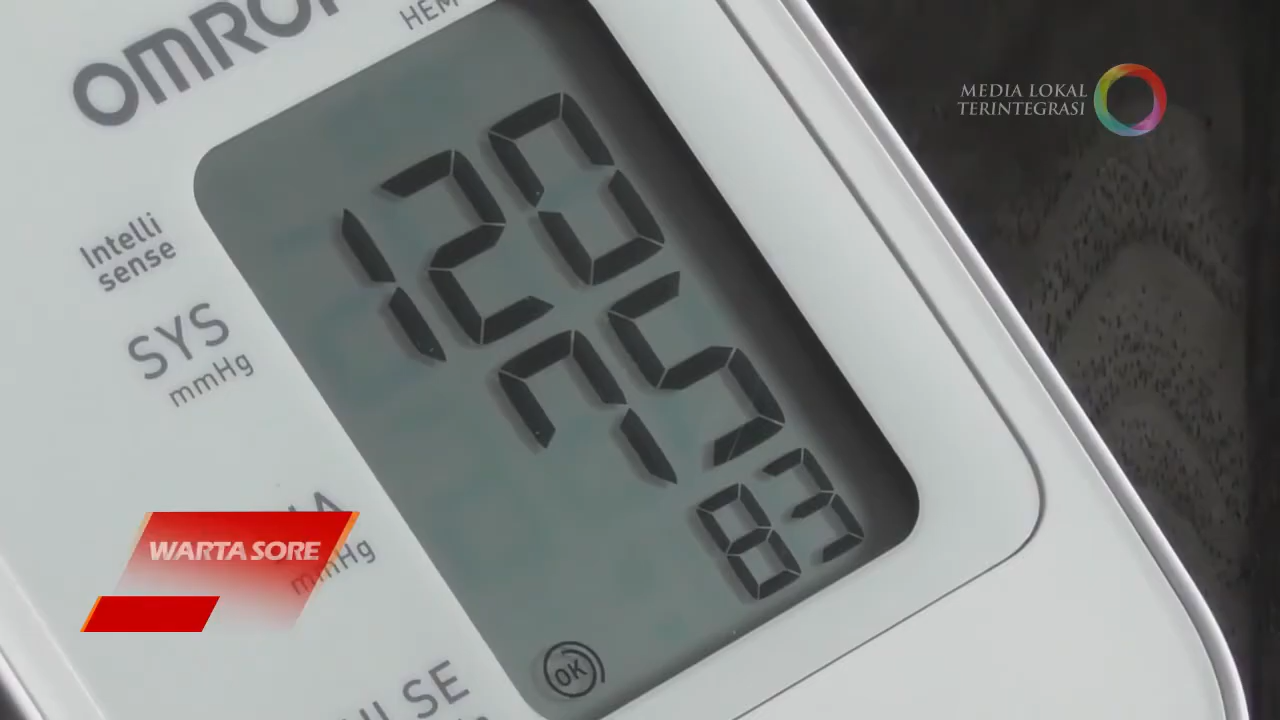 OMRON
HEM
MEDIA LOKAL
TERINTEGRASI
Intelli
sense
SYS
mmHg
120
75
83
WARTA SORE
mmHg
OK